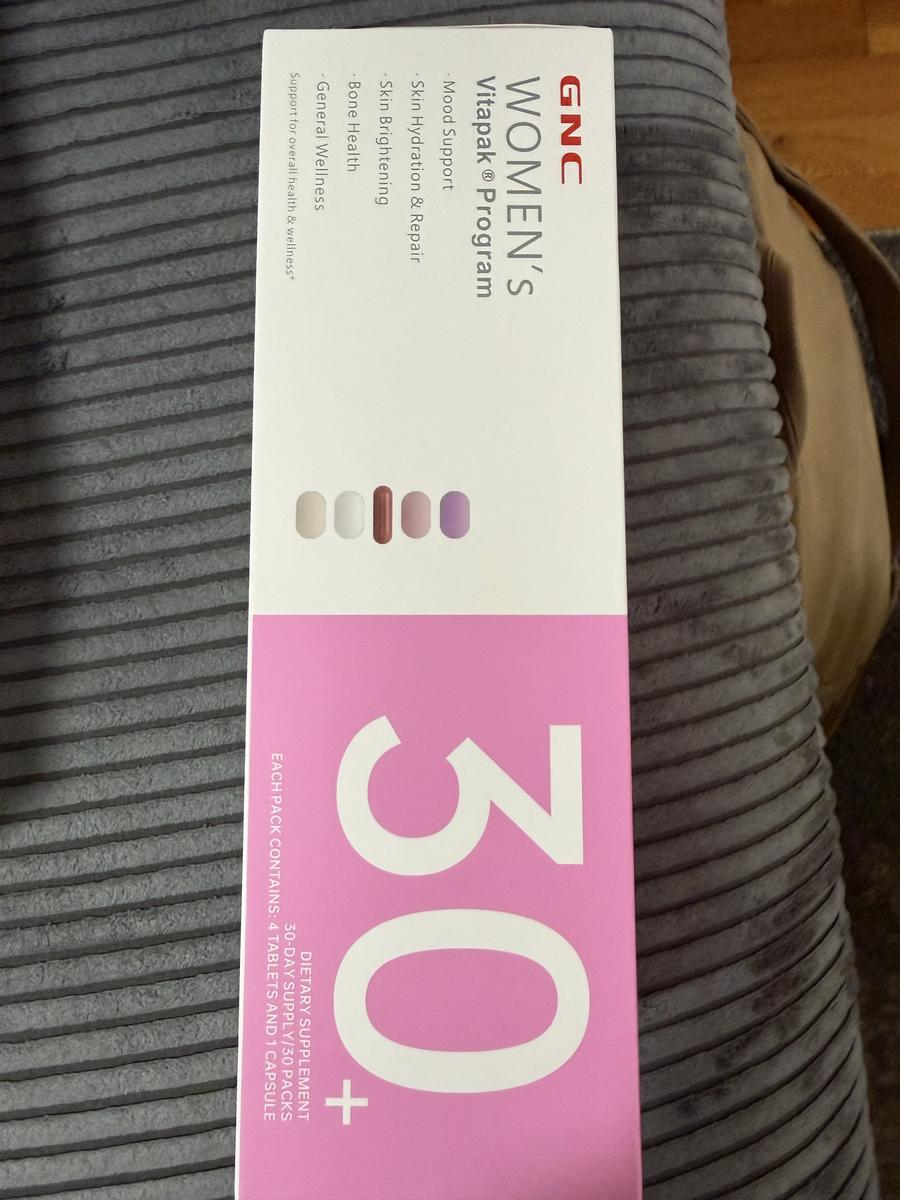 GNC
WOMEN's
Vitapak® Program
· Mood Support
· Skin Hydration & Repair
· Skin Brightening
· Bone Health
· General Wellness
Support for overall health & wellness*
30+
DIETARY SUPPLEMENT
30-DAY SUPPLY/30 PACKS
EACH PACK CONTAINS: 4 TABLETS AND 1 CAPSULE